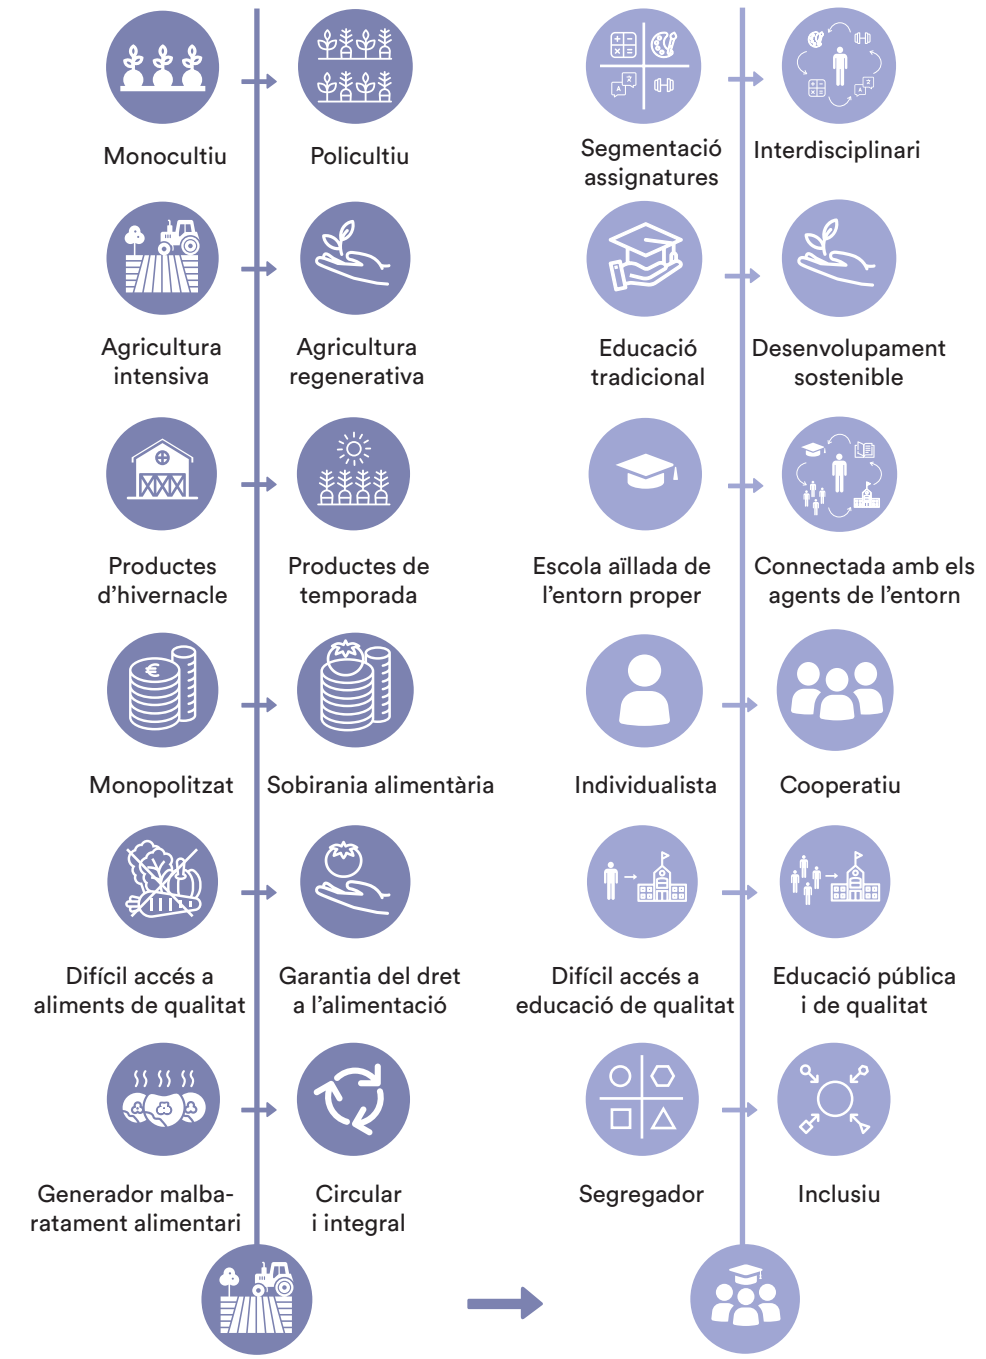 Monocultiu
Policultiu
Segmentació
assignatures
Interdisciplinari
Agricultura
intensiva
Agricultura
regenerativa
Educació
tradicional
Desenvolupament
sostenible
Productes
d’hivernacle
Productes de
temporada
Escola aïllada de
l’entorn proper
Connectada amb els
agents de l’entorn
€
Monopolitzat
Sobirania alimentària
Individualista
Cooperatiu
Difícil accés a
aliments de qualitat
Garantia del dret
a l’alimentació
Difícil accés a
educació de qualitat
Educació pública
i de qualitat
Generador malba-
ratament alimentari
Circular
i integral
Segregador
Inclusiu